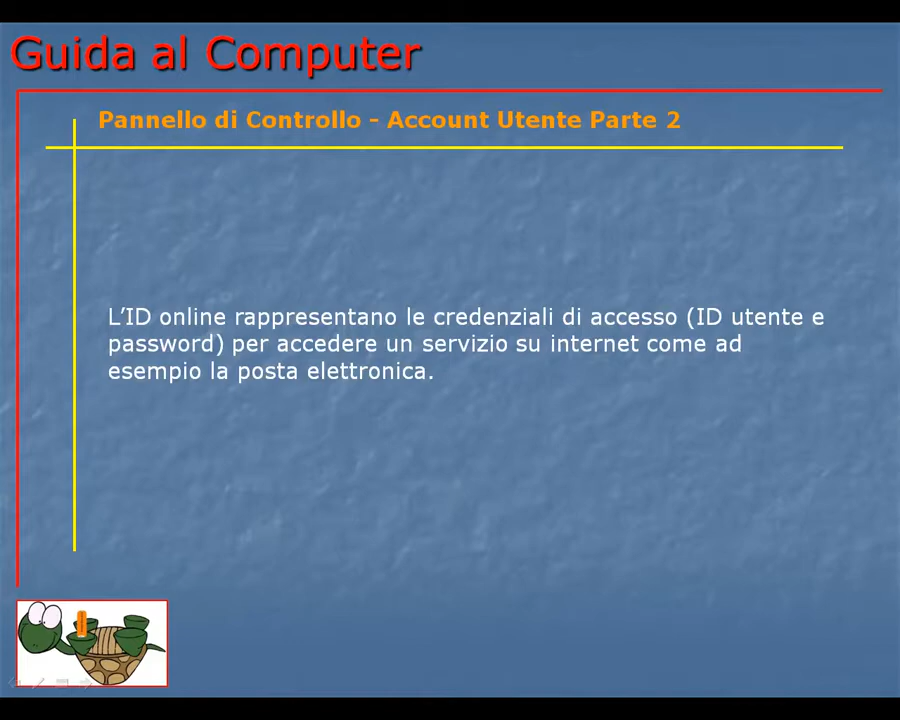 Guida al Computer
Pannello di Controllo - Account Utente Parte 2
L’ID online rappresentano le credenziali di accesso (ID utente e
password) per accedere un servizio su internet come ad
esempio la posta elettronica.